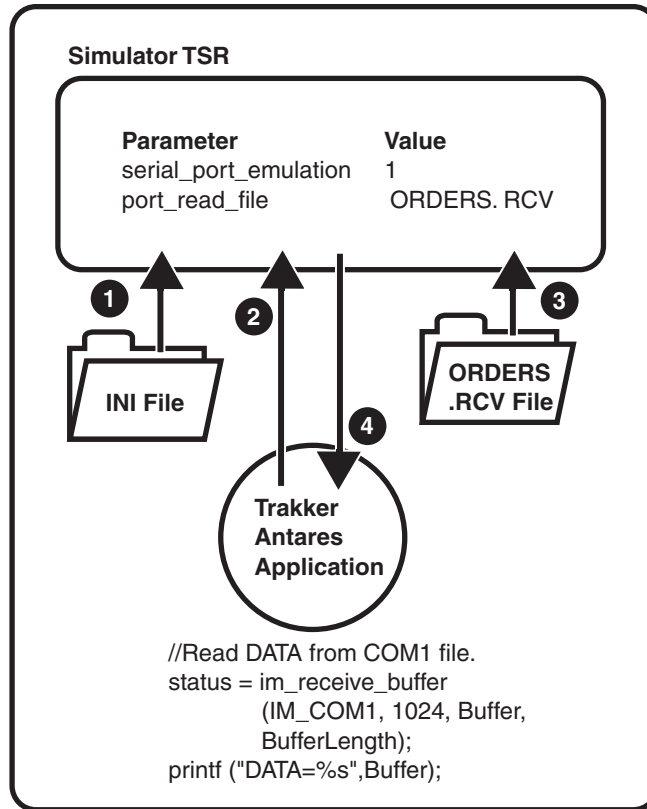 Simulator TSR
Parameter Value
serial_port_emulation 1
port_read_file ORDERS. RCV
1
2
3
INI File
ORDERS
.RCV File
4
Trakker
Antares
Application
//Read DATA from COM1 file.
status = im_receive_buffer
(IM_COM1, 1024, Buffer,
BufferLength);
printf ("DATA=%s",Buffer);